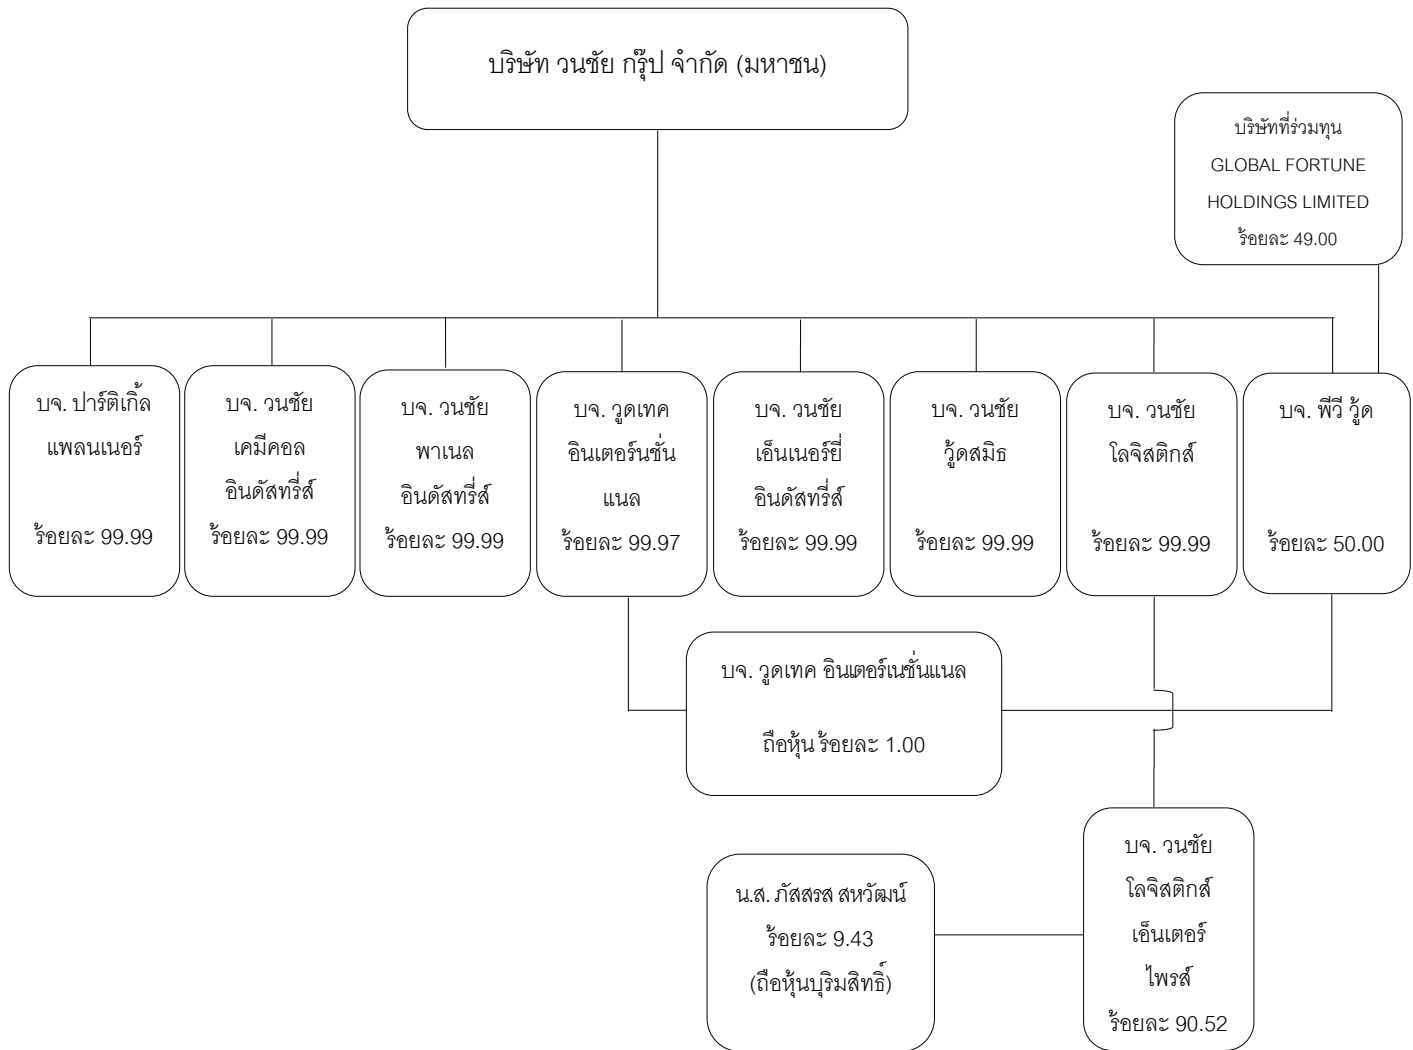 บริษัท วนชัย กรุ๊ป จำกัด (มหาชน)
บริษัทที่ร่วมทุน
GLOBAL FORTUNE
HOLDINGS LIMITED
ร้อยละ 49.00
บจ. ปาร์ติเกิ้ล
แพลนเนอร์
ร้อยละ 99.99
บจ. วนชัย
เคมีคอล
อินดัสทรี่ส์
ร้อยละ 99.99
บจ. วนชัย
พาเนล
อินดัสทรี่ส์
ร้อยละ 99.99
บจ. วูดเทค
อินเตอร์นชั่น
แนล
ร้อยละ 99.97
บจ. วนชัย
เอ็นเนอร์ยี่
อินดัสทรี่ส์
ร้อยละ 99.99
บจ. วนชัย
วู้ดสมิธ
ร้อยละ 99.99
บจ. วนชัย
โลจิสติกส์
ร้อยละ 99.99
บจ. พีวี วู้ด
ร้อยละ 50.00
บจ. วูดเทค อินเตอร์เนชั่นแนล
ถือหุ้น ร้อยละ 1.00
น.ส. ภัสสรส สหวัฒน์
ร้อยละ 9.43
(ถือหุ้นบุริมสิทธิ์)
บจ. วนชัย
โลจิสติกส์
เอ็นเตอร์
ไพรส์
ร้อยละ 90.52